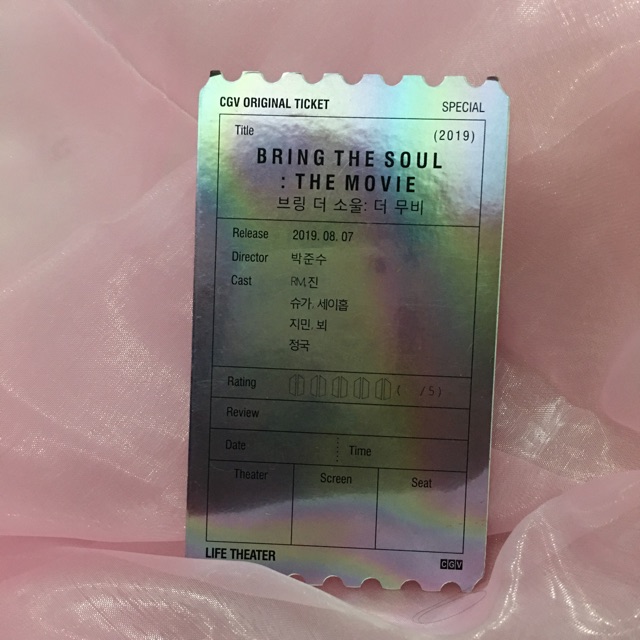 CGV ORIGINAL TICKET SPECIAL
Title (2019)
BRING THE SOUL
: THE MOVIE
브링 더 소울: 더 무비
Release 2019. 08. 07
Director 박준수
Cast RM,진
슈가, 제이홉
지민, 뷔
정국
Rating ( /5)
Review
Date Time
Theater Screen Seat
LIFE THEATER CGV